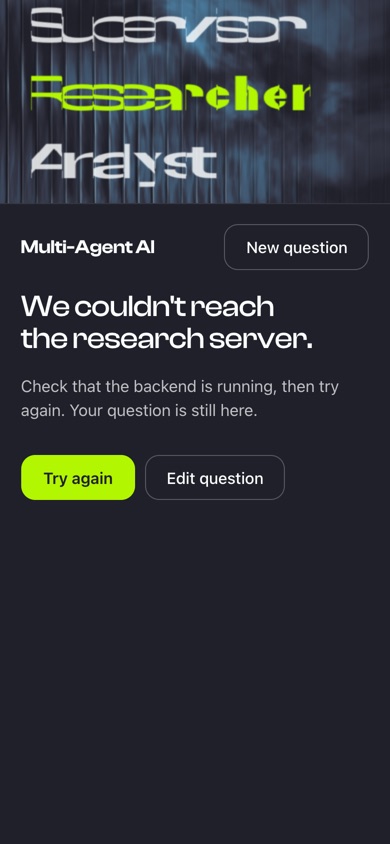 Supervisor
Researcher
Analyst
Multi-Agent AI
New question
We couldn't reach
the research server.
Check that the backend is running, then try
again. Your question is still here.
Try again
Edit question